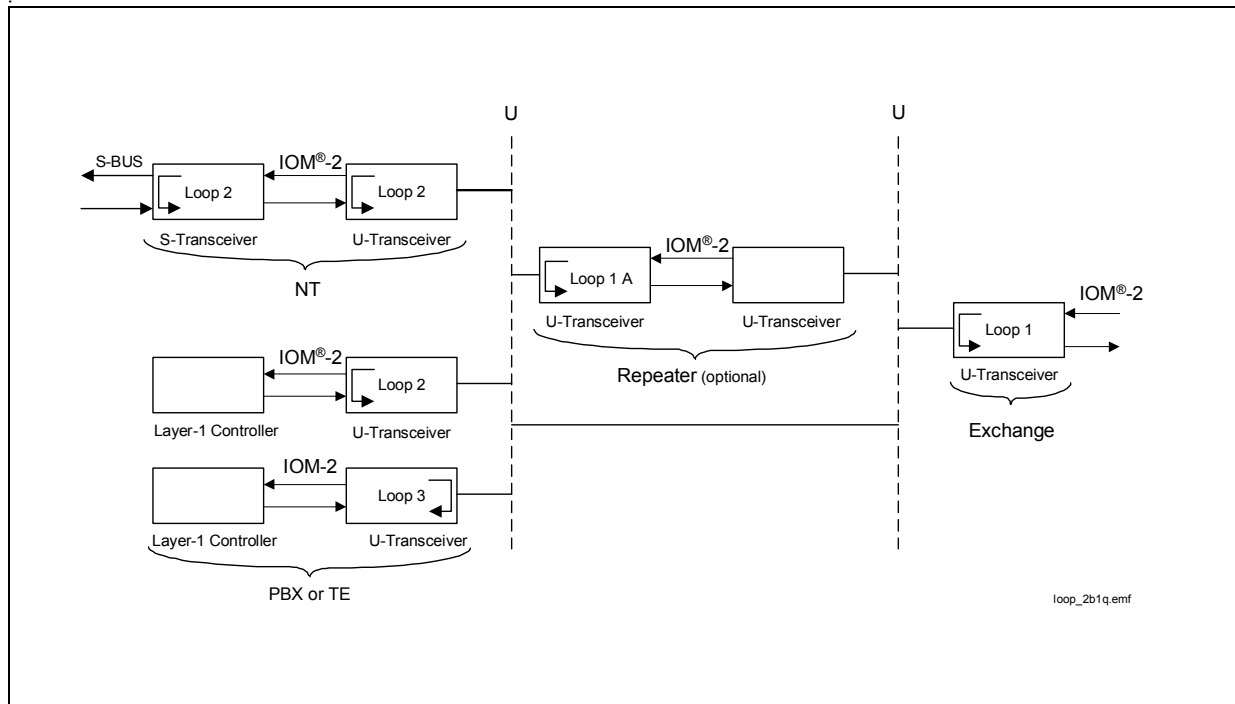 U
U
S-BUS
IOM®-2
Loop 2
Loop 2
S-Transceiver
U-Transceiver
NT
IOM®-2
Loop 1 A
U-Transceiver
U-Transceiver
Repeater (optional)
IOM®-2
Loop 1
U-Transceiver
Exchange
IOM®-2
Loop 2
Layer-1 Controller
U-Transceiver
IOM-2
Loop 3
Layer-1 Controller
U-Transceiver
PBX or TE
loop_2b1q.emf